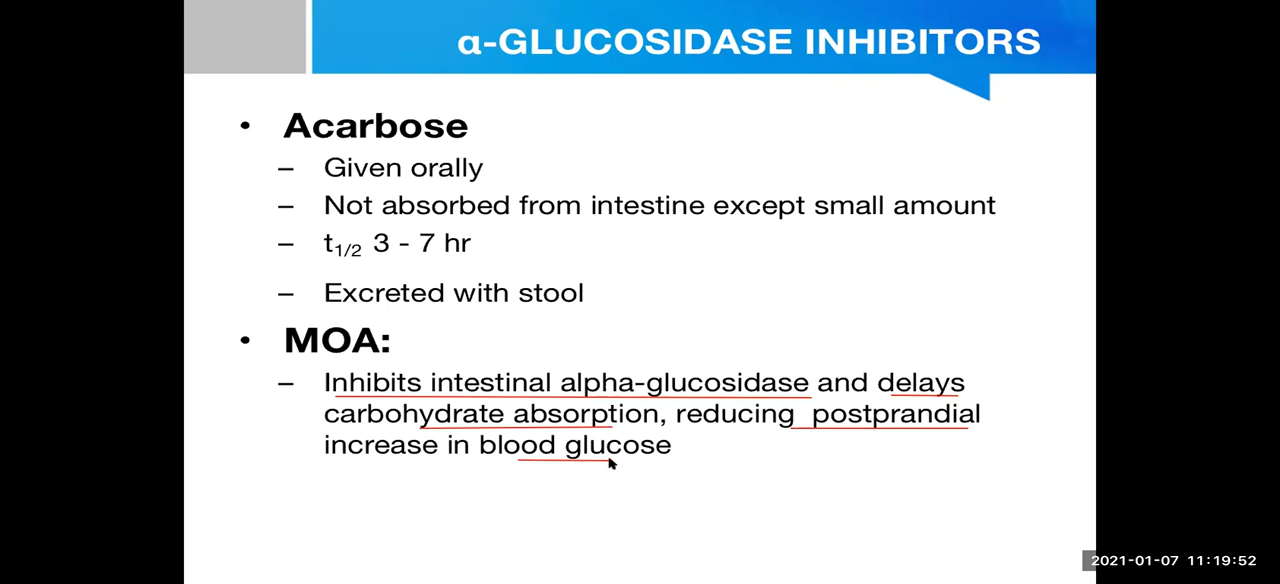 α-GLUCOSIDASE INHIBITORS
• Acarbose
– Given orally
– Not absorbed from intestine except small amount
– t1/2 3 - 7 hr
– Excreted with stool
• MOA:
– Inhibits intestinal alpha-glucosidase and delays
carbohydrate absorption, reducing postprandial
increase in blood glucose
2021-01-07 11:19:52